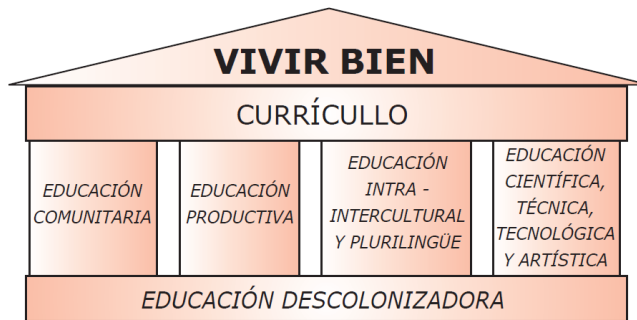 VIVIR BIEN
CURRÍCULLO
EDUCACIÓN
COMUNITARIA
EDUCACIÓN
PRODUCTIVA
EDUCACIÓN
INTRA -
INTERCULTURAL
Y PLURILINGÜE
EDUCACIÓN
CIENTÍFICA,
TÉCNICA,
TECNOLÓGICA
Y ARTÍSTICA
EDUCACIÓN DESCOLONIZADORA